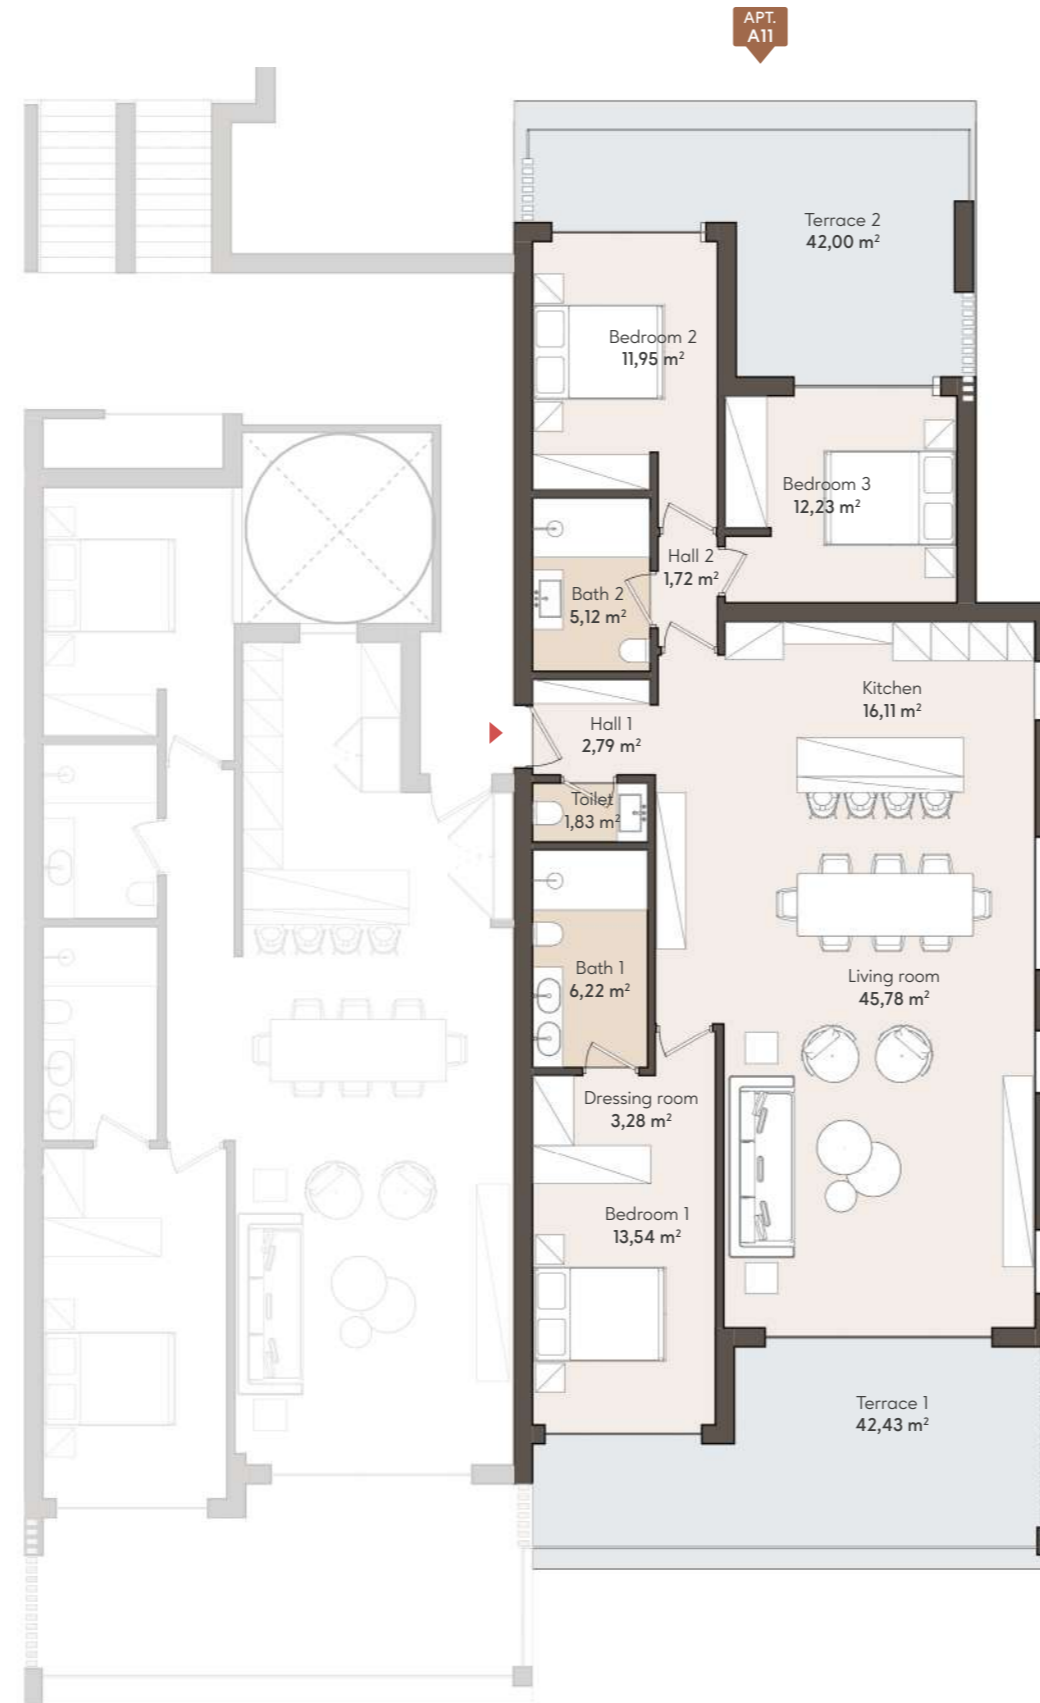 APT.
A11
Terrace 2
42,00 m²
Bedroom 2
11,95 m²
Bedroom 3
12,23 m²
Hall 2
1,72 m²
Bath 2
5,12 m²
Kitchen
16,11 m²
Hall 1
2,79 m²
Toilet
1,83 m²
Bath 1
6,22 m²
Living room
45,78 m²
Dressing room
3,28 m²
Bedroom 1
13,54 m²
Terrace 1
42,43 m²